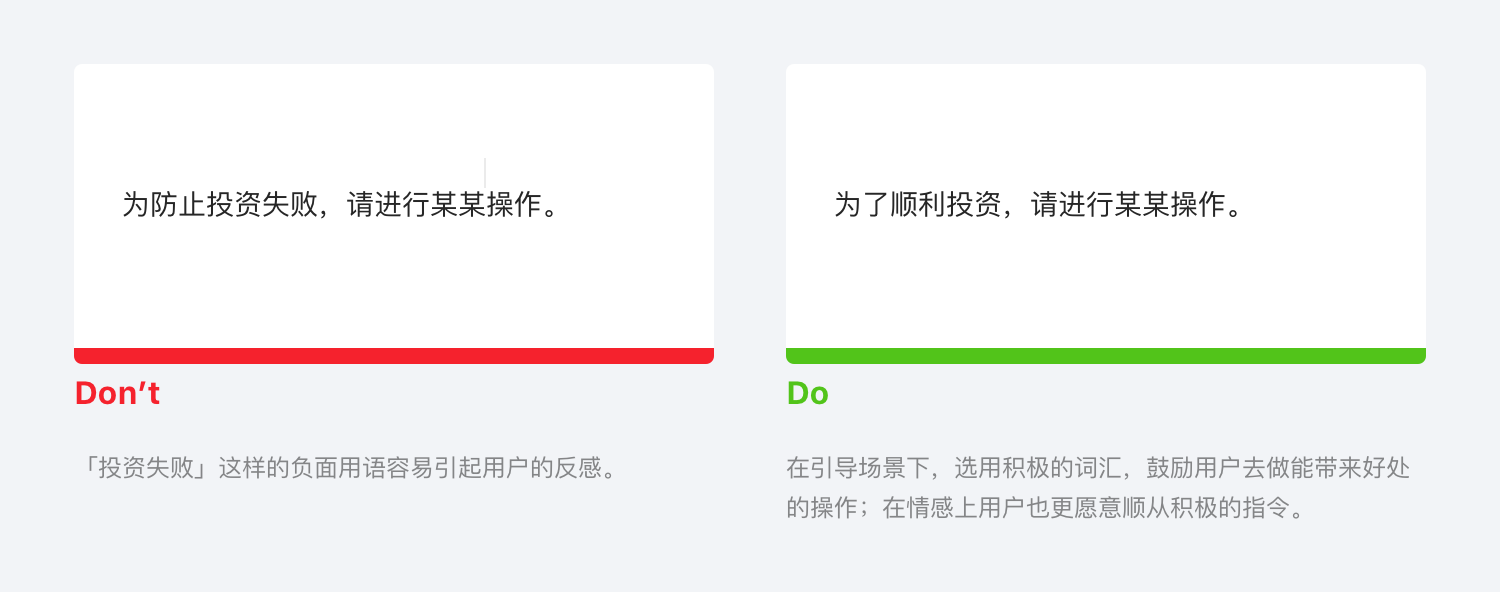 为防止投资失败，请进行某某操作。
Don’t
「投资失败」这样的负面用语容易引起用户的反感。
为了顺利投资，请进行某某操作。
Do
在引导场景下，选用积极的词汇，鼓励用户去做能带来好处
的操作；在情感上用户也更愿意顺从积极的指令。